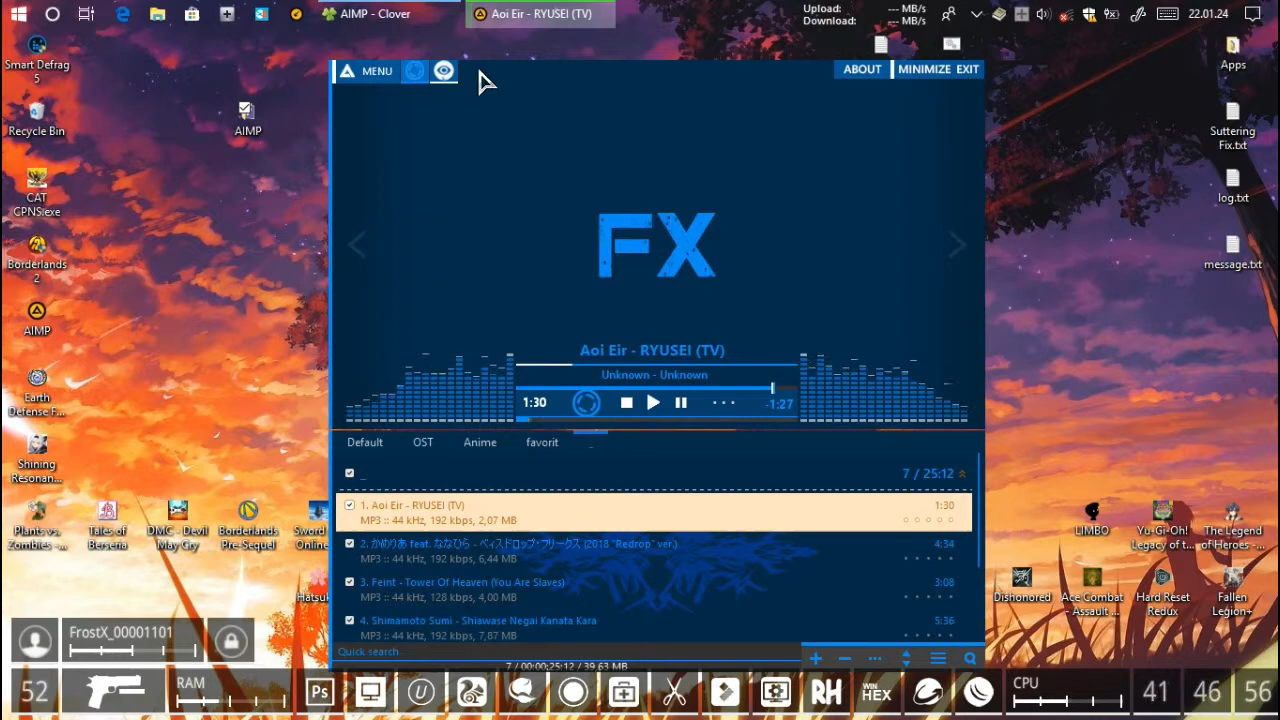 AIMP - Clover
Aoi Eir - RYUSEI (TV)
Upload: --- MB/s
Download: --- MB/s
22.01.24
Smart Defrag 5
Recycle Bin
AIMP
CAT CPNS.exe
Borderlands 2
AIMP
Earth Defense F...
Shining Resonan...
Plants vs. Zombies -...
Tales of Berseria
DMC - Devil May Cry
Borderlands Pre-Sequel
Sword
Online
Hatsu
Apps
Suttering Fix.txt
log.txt
message.txt
LIMBO
Yu-Gi-Oh! Legacy of t...
The Legend of Heroes -...
Dishonored
Ace Combat - Assault ...
Hard Reset Redux
Fallen Legion+
MENU
ABOUT
MINIMIZE
EXIT
FX
Aoi Eir - RYUSEI (TV)
Unknown - Unknown
1:30
-1:27
Default
OST
Anime
favorit
_
_
7 / 25:12
1. Aoi Eir - RYUSEI (TV) 1:30
MP3 :: 44 kHz, 192 kbps, 2,07 MB
2. かめりあ feat. ななひら - ベィスドロップ・フリークス (2018 "Redrop" ver.) 4:34
MP3 :: 44 kHz, 192 kbps, 6,44 MB
3. Feint - Tower Of Heaven (You Are Slaves) 3:08
MP3 :: 44 kHz, 128 kbps, 4,00 MB
4. Shimamoto Sumi - Shiawase Negai Kanata Kara 5:36
MP3 :: 44 kHz, 192 kbps, 7,87 MB
Quick search
7 / 00:00:25:12 / 39,63 MB
FrostX_00001101
52
RAM
Ps
U
RH
WIN HEX
CPU
41
46
56